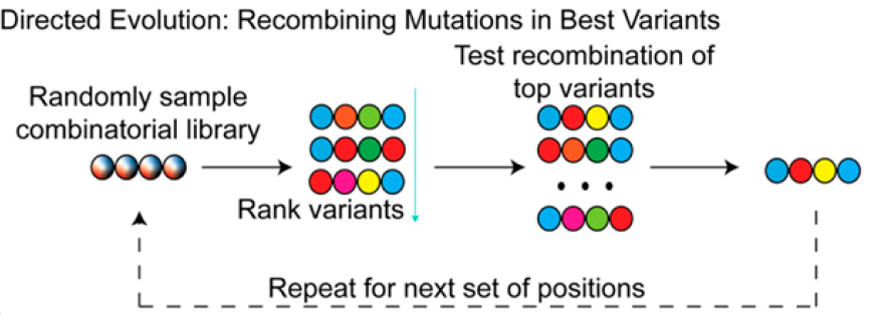 Directed Evolution: Recombining Mutations in Best Variants
Randomly sample
combinatorial library
Rank variants
Test recombination of
top variants
Repeat for next set of positions